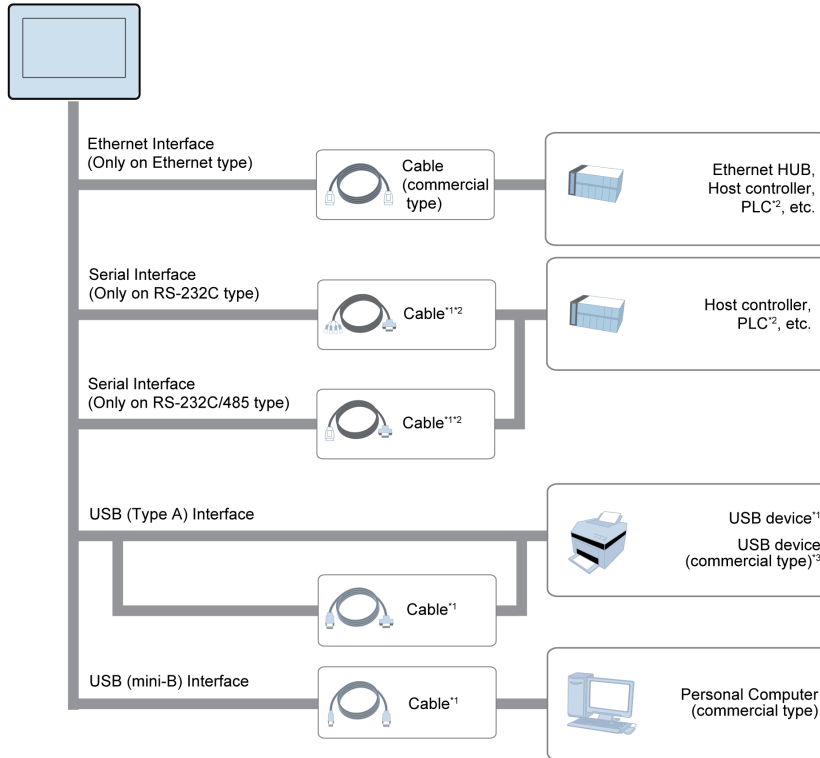 Ethernet Interface
(Only on Ethernet type)
Cable
(commercial
type)
Ethernet HUB,
Host controller,
PLC*2, etc.
Serial Interface
(Only on RS-232C type)
Cable*1*2
Host controller,
PLC*2, etc.
Serial Interface
(Only on RS-232C/485 type)
Cable*1*2
USB (Type A) Interface
USB device*1
USB device
(commercial type)*3
Cable*1
USB (mini-B) Interface
Cable*1
Personal Computer
(commercial type)